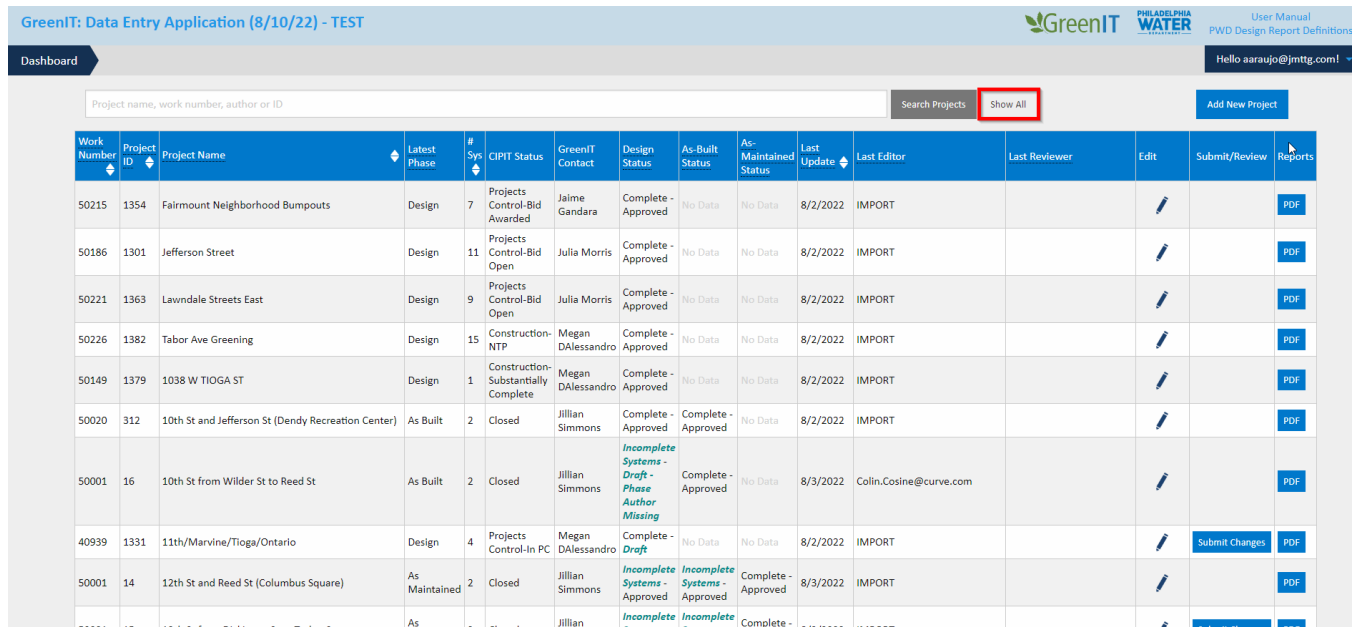 GreenIT: Data Entry Application (8/10/22) - TEST
GreenIT
PHILADELPHIA
WATER
DEPARTMENT
User Manual
PWD Design Report Definitions
Dashboard
Hello aaraujo@jmttg.com!
Project name, work number, author or ID
Search Projects
Show All
Add New Project
Work Number Project ID Project Name Latest Phase # Sys CIPIT Status GreenIT Contact Design Status As-Built Status As-Maintained Status Last Update Last Editor Last Reviewer Edit Submit/Review Reports
50215 1354 Fairmount Neighborhood Bumpouts Design 7 Projects Control-Bid Awarded Jaime Gandara Complete - Approved No Data No Data 8/2/2022 IMPORT PDF
50186 1301 Jefferson Street Design 11 Projects Control-Bid Open Julia Morris Complete - Approved No Data No Data 8/2/2022 IMPORT PDF
50221 1363 Lawndale Streets East Design 9 Projects Control-Bid Open Julia Morris Complete - Approved No Data No Data 8/2/2022 IMPORT PDF
50226 1382 Tabor Ave Greening Design 15 Construction-NTP Megan DAlessandro Complete - Approved No Data No Data 8/2/2022 IMPORT PDF
50149 1379 1038 W TIOGA ST Design 1 Construction-Substantially Complete Megan DAlessandro Complete - Approved No Data No Data 8/2/2022 IMPORT PDF
50020 312 10th St and Jefferson St (Dendy Recreation Center) As Built 2 Closed Jillian Simmons Complete - Approved Complete - Approved No Data 8/2/2022 IMPORT PDF
50001 16 10th St from Wilder St to Reed St As Built 2 Closed Jillian Simmons Incomplete Systems - Draft - Phase Author Missing Complete - Approved No Data 8/3/2022 Colin.Cosine@curve.com PDF
40939 1331 11th/Marvine/Tioga/Ontario Design 4 Projects Control-In PC Megan DAlessandro Complete - Draft No Data No Data 8/2/2022 IMPORT Submit Changes PDF
50001 14 12th St and Reed St (Columbus Square) As Maintained 2 Closed Jillian Simmons Incomplete Systems - Approved Incomplete Systems - Approved Complete - Approved 8/3/2022 IMPORT PDF
As Jillian Incomplete Incomplete Complete -